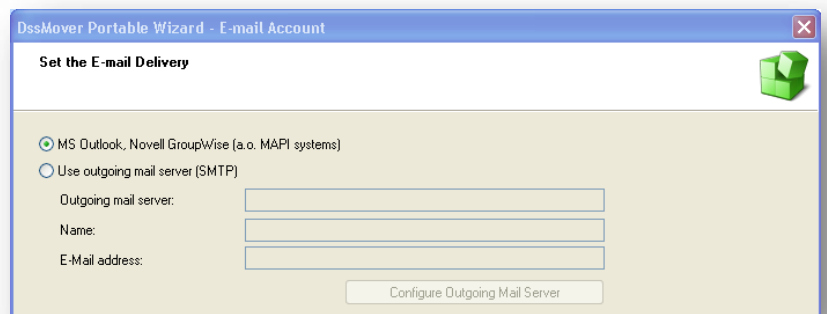 DssMover Portable Wizard - E-mail Account
Set the E-mail Delivery
MS Outlook, Novell GroupWise (a.o. MAPI systems)
Use outgoing mail server (SMTP)
Outgoing mail server:
Name:
E-Mail address:
Configure Outgoing Mail Server